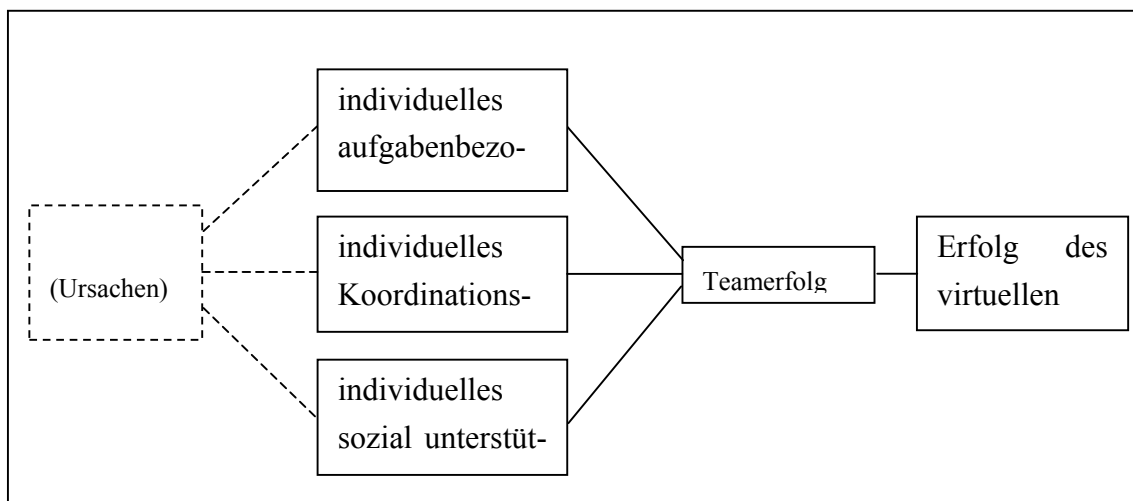 individuelles
aufgabenbezo-
(Ursachen)
individuelles
Koordinations-
individuelles
sozial unterstüt-
Teamerfolg
Erfolg des
virtuellen